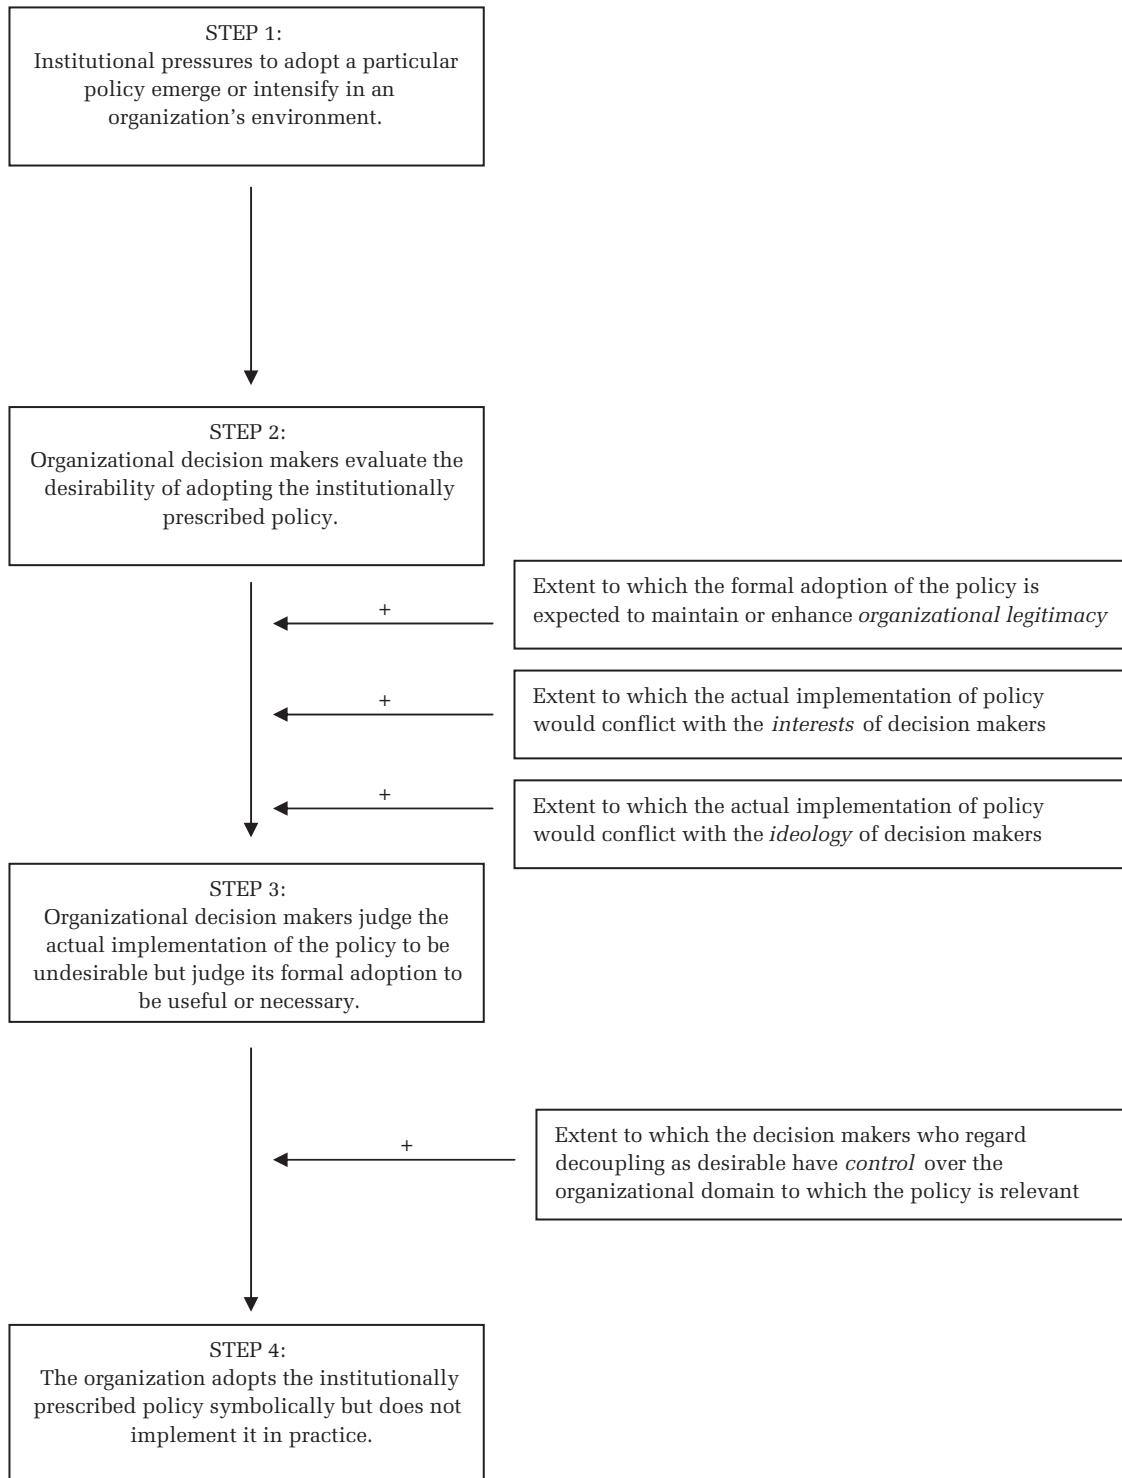 STEP 1:
Institutional pressures to adopt a particular
policy emerge or intensify in an
organization's environment.
STEP 2:
Organizational decision makers evaluate the
desirability of adopting the institutionally
prescribed policy.
Extent to which the formal adoption of the policy is
expected to maintain or enhance organizational legitimacy
+
Extent to which the actual implementation of policy
would conflict with the interests of decision makers
+
Extent to which the actual implementation of policy
would conflict with the ideology of decision makers
+
STEP 3:
Organizational decision makers judge the
actual implementation of the policy to be
undesirable but judge its formal adoption to
be useful or necessary.
Extent to which the decision makers who regard
decoupling as desirable have control over the
organizational domain to which the policy is relevant
+
STEP 4:
The organization adopts the institutionally
prescribed policy symbolically but does not
implement it in practice.